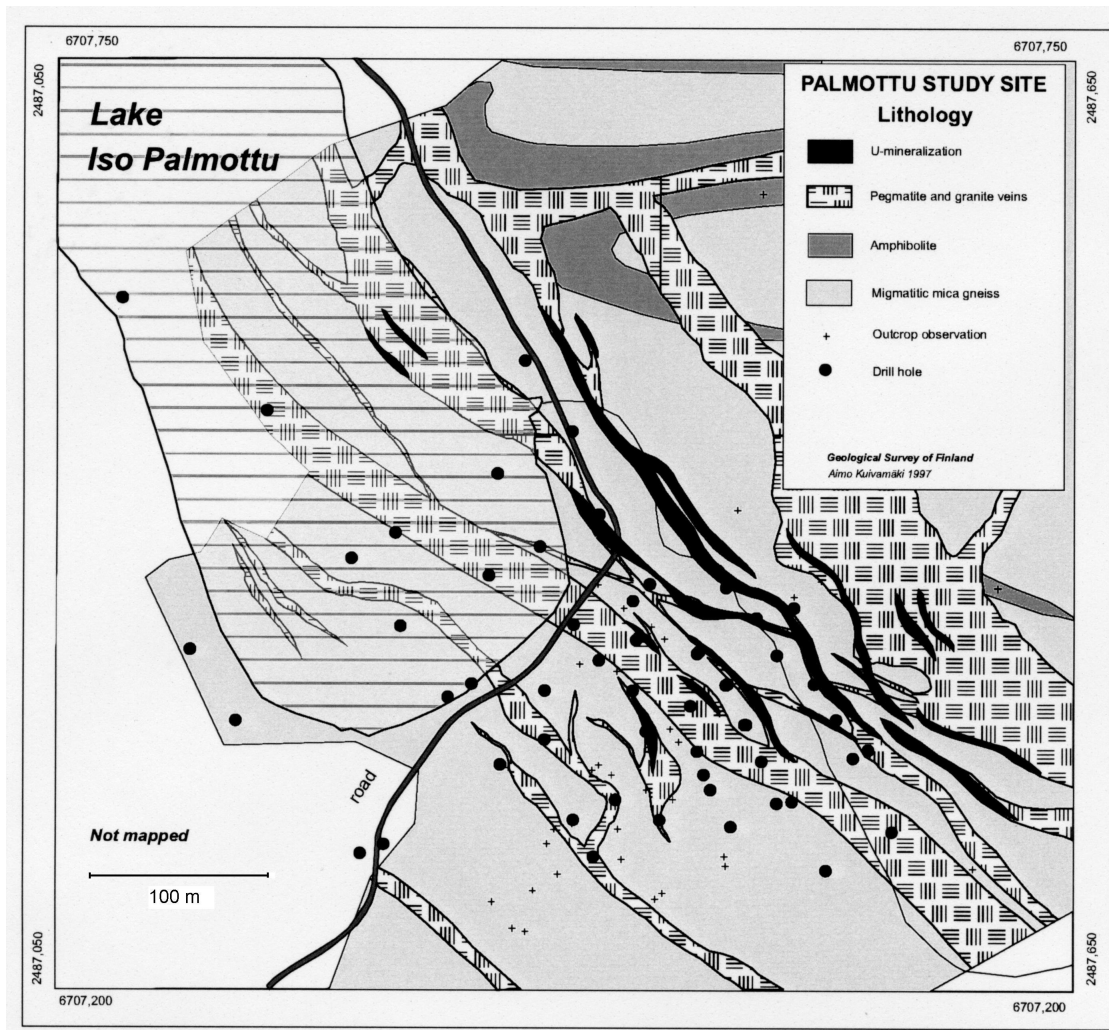 6707,750
6707,750
2487,050
2487,650
Lake
Iso Palmottu
PALMOTTU STUDY SITE
Lithology
U-mineralization
Pegmatite and granite veins
Amphibolite
Migmatitic mica gneiss
Outcrop observation
Drill hole
Geological Survey of Finland
Aimo Kuivamäki 1997
road
Not mapped
100 m
2487,050
2487,650
6707,200
6707,200